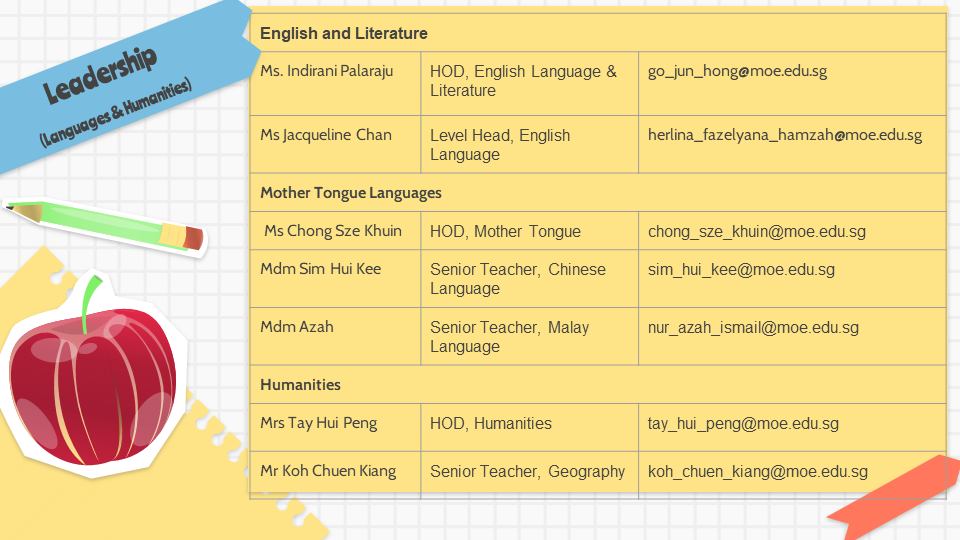 Leadership
(Languages & Humanities)
English and Literature
Ms. Indirani Palaraju
HOD, English Language &
Literature
go_jun_hong@moe.edu.sg
Ms Jacqueline Chan
Level Head, English
Language
herlina_fazelyana_hamzah@moe.edu.sg
Mother Tongue Languages
Ms Chong Sze Khuin
HOD, Mother Tongue
chong_sze_khuin@moe.edu.sg
Mdm Sim Hui Kee
Senior Teacher, Chinese
Language
sim_hui_kee@moe.edu.sg
Mdm Azah
Senior Teacher, Malay
Language
nur_azah_ismail@moe.edu.sg
Humanities
Mrs Tay Hui Peng
HOD, Humanities
tay_hui_peng@moe.edu.sg
Mr Koh Chuen Kiang
Senior Teacher, Geography
koh_chuen_kiang@moe.edu.sg